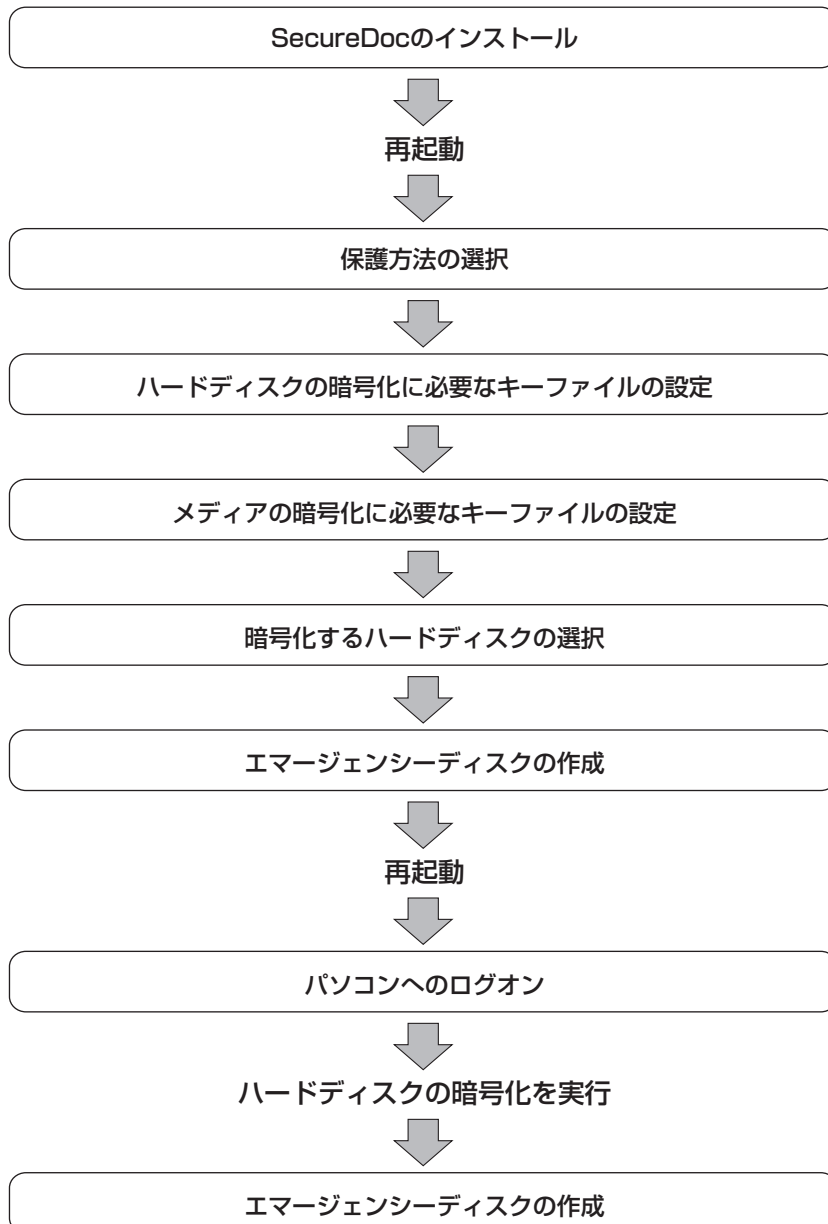 SecureDocのインストール
再起動
保護方法の選択
ハードディスクの暗号化に必要なキーファイルの設定
メディアの暗号化に必要なキーファイルの設定
暗号化するハードディスクの選択
エマージェンシーディスクの作成
再起動
パソコンへのログオン
ハードディスクの暗号化を実行
エマージェンシーディスクの作成